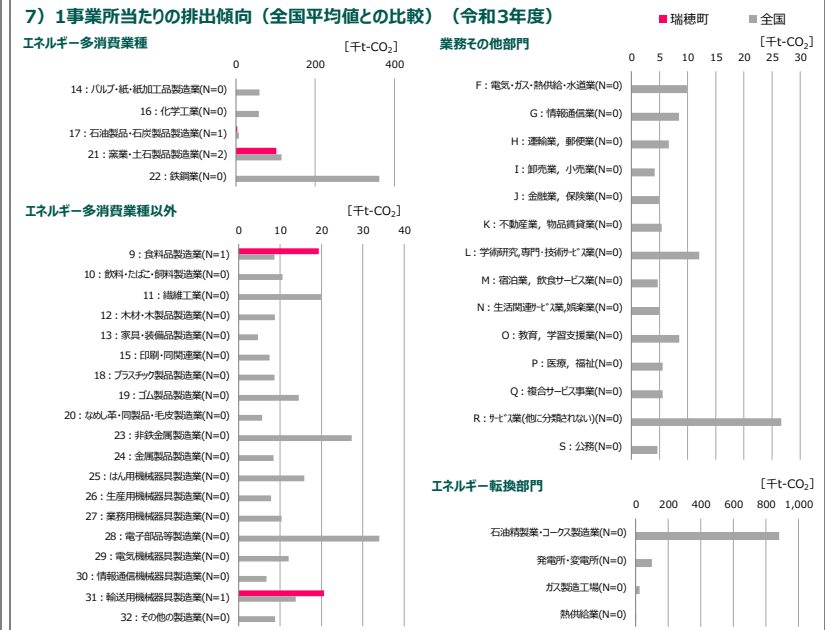 7）1事業所当たりの排出傾向（全国平均値との比較）（令和3年度）
瑞穂町 全国
エネルギー多消費業種
［千t-CO₂］
0 200 400
14：パルプ・紙・紙加工品製造業(N=0)
16：化学工業(N=0)
17：石油製品・石炭製品製造業(N=1)
21：窯業・土石製品製造業(N=2)
22：鉄鋼業(N=0)
エネルギー多消費業種以外
［千t-CO₂］
0 10 20 30 40
9：食料品製造業(N=1)
10：飲料・たばこ・飼料製造業(N=0)
11：繊維工業(N=0)
12：木材・木製品製造業(N=0)
13：家具・装備品製造業(N=0)
15：印刷・同関連業(N=0)
18：プラスチック製品製造業(N=0)
19：ゴム製品製造業(N=0)
20：なめし革・同製品・毛皮製造業(N=0)
23：非鉄金属製造業(N=0)
24：金属製品製造業(N=0)
25：はん用機械器具製造業(N=0)
26：生産用機械器具製造業(N=0)
27：業務用機械器具製造業(N=0)
28：電子部品等製造業(N=0)
29：電気機械器具製造業(N=0)
30：情報通信機械器具製造業(N=0)
31：輸送用機械器具製造業(N=1)
32：その他の製造業(N=0)
業務その他部門
［千t-CO₂］
0 5 10 15 20 25 30
F：電気・ガス・熱供給・水道業(N=0)
G：情報通信業(N=0)
H：運輸業，郵便業(N=0)
I：卸売業，小売業(N=0)
J：金融業，保険業(N=0)
K：不動産業，物品賃貸業(N=0)
L：学術研究,専門・技術ｻｰﾋﾞｽ業(N=0)
M：宿泊業，飲食サービス業(N=0)
N：生活関連ｻｰﾋﾞｽ業,娯楽業(N=0)
O：教育，学習支援業(N=0)
P：医療，福祉(N=0)
Q：複合サービス事業(N=0)
R：ｻｰﾋﾞｽ業(他に分類されない)(N=0)
S：公務(N=0)
エネルギー転換部門
［千t-CO₂］
0 200 400 600 800 1,000
石油精製業・コークス製造業(N=0)
発電所・変電所(N=0)
ガス製造工場(N=0)
熱供給業(N=0)